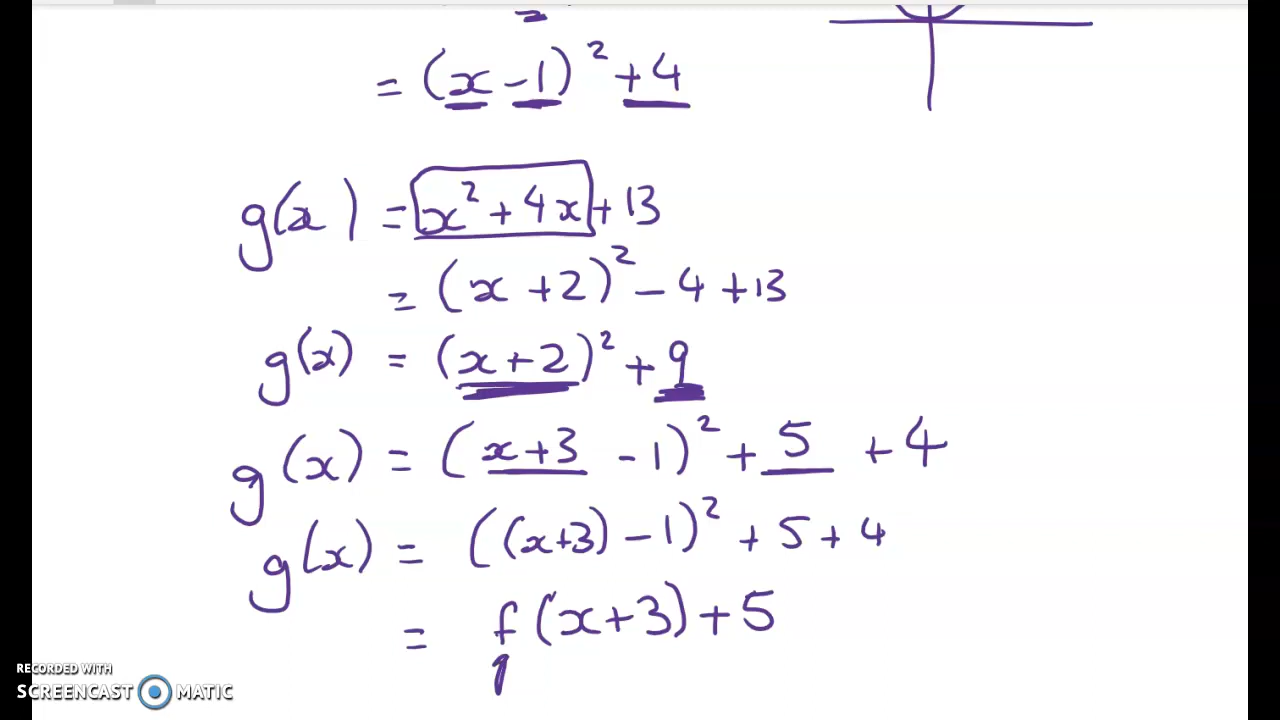 = (x - 1)² + 4
g(x) = x² + 4x + 13
= (x + 2)² - 4 + 13
g(x) = (x + 2)² + 9
g(x) = (x + 3 - 1)² + 5 + 4
g(x) = ((x+3) - 1)² + 5 + 4
= f(x + 3) + 5
g
RECORDED WITH
SCREENCAST MATIC